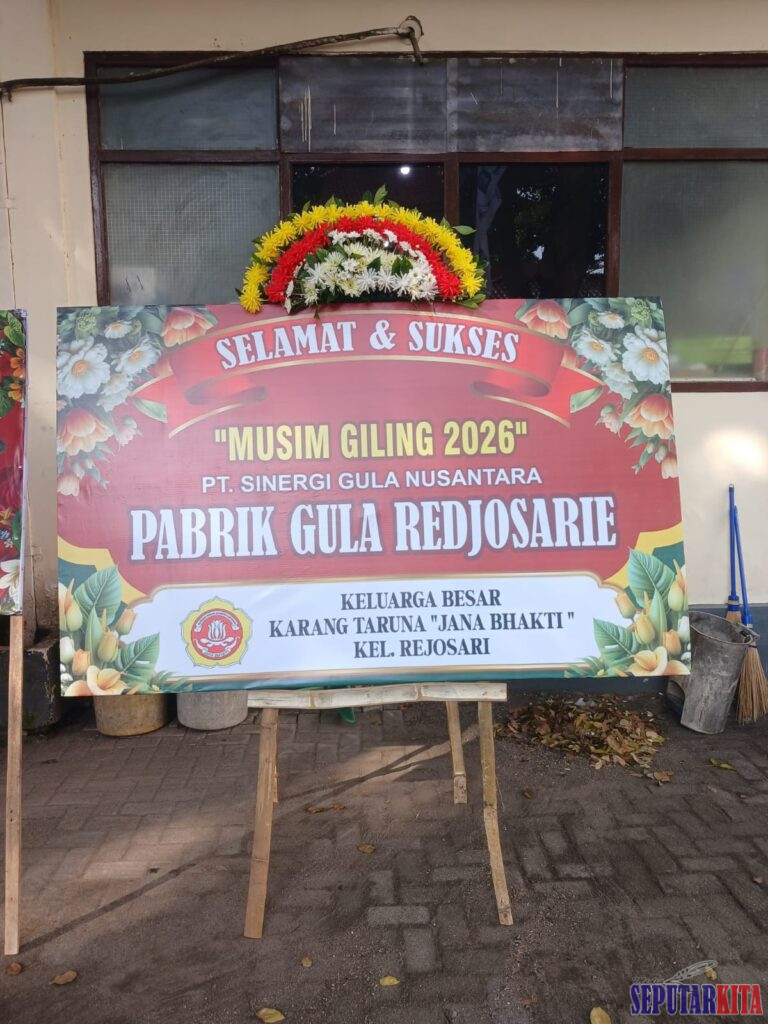 SELAMAT & SUKSES
"MUSIM GILING 2026"
PT. SINERGI GULA NUSANTARA
PABRIK GULA REDJOSARIE
KELUARGA BESAR
KARANG TARUNA "JANA BHAKTI "
KEL. REJOSARI
SEPUTARKITA